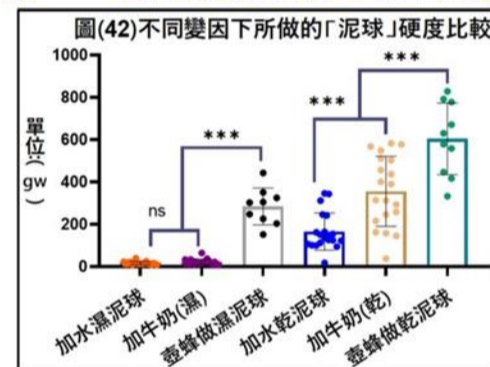 圖(42)不同變因下所做的「泥球」硬度比較
單位:(gw)
1000
800
600
400
200
0
ns
***
***
***
加水濕泥球
加牛奶(濕)
壺蜂做濕泥球
加水乾泥球
加牛奶(乾)
壺蜂做乾泥球